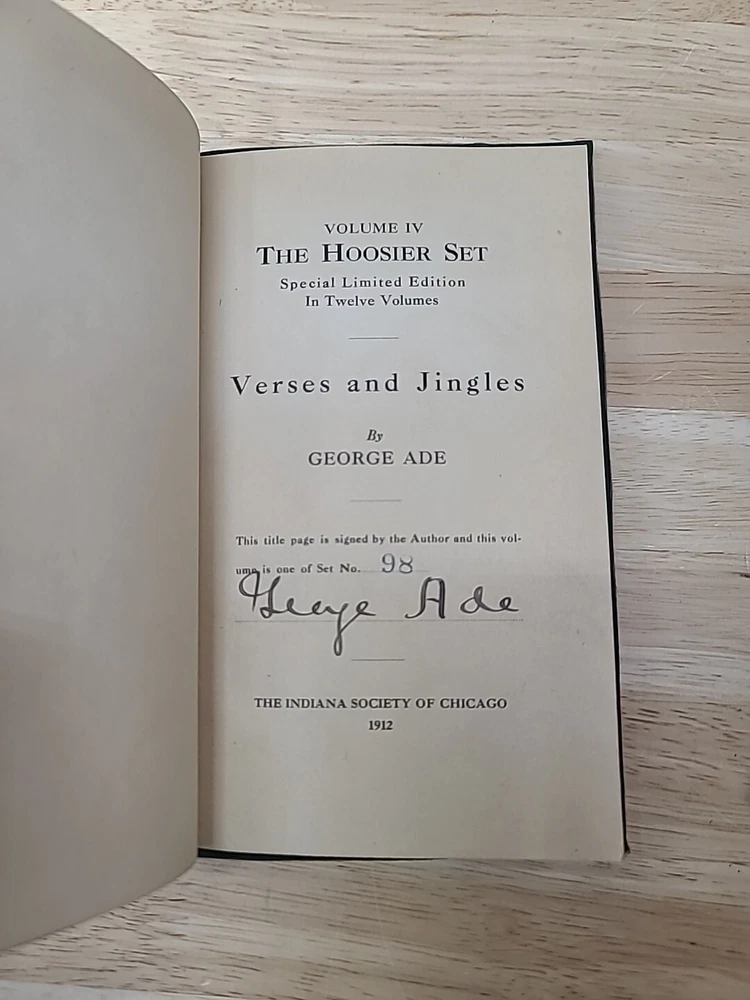 VOLUME IV
THE HOOSIER SET
Special Limited Edition
In Twelve Volumes
Verses and Jingles
By
GEORGE ADE
This title page is signed by the Author and this vol-
ume is one of Set No. 98
George Ade
THE INDIANA SOCIETY OF CHICAGO
1912